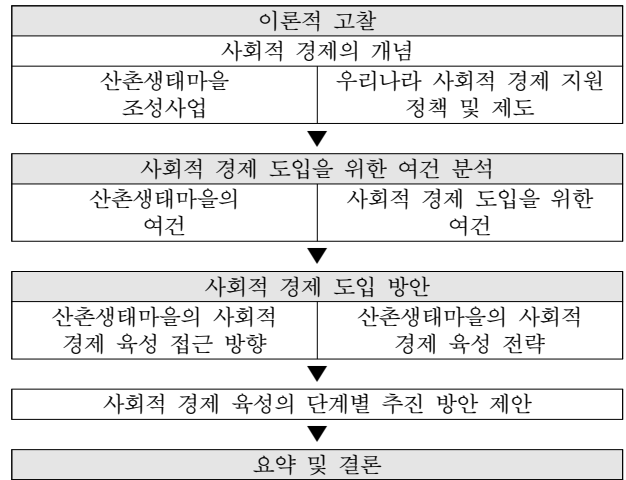 이론적 고찰
사회적 경제의 개념
산촌생태마을
조성사업
우리나라 사회적 경제 지원
정책 및 제도
▼
사회적 경제 도입을 위한 여건 분석
산촌생태마을의
여건
사회적 경제 도입을 위한
여건
▼
사회적 경제 도입 방안
산촌생태마을의 사회적
경제 육성 접근 방향
산촌생태마을의 사회적
경제 육성 전략
▼
사회적 경제 육성의 단계별 추진 방안 제안
▼
요약 및 결론